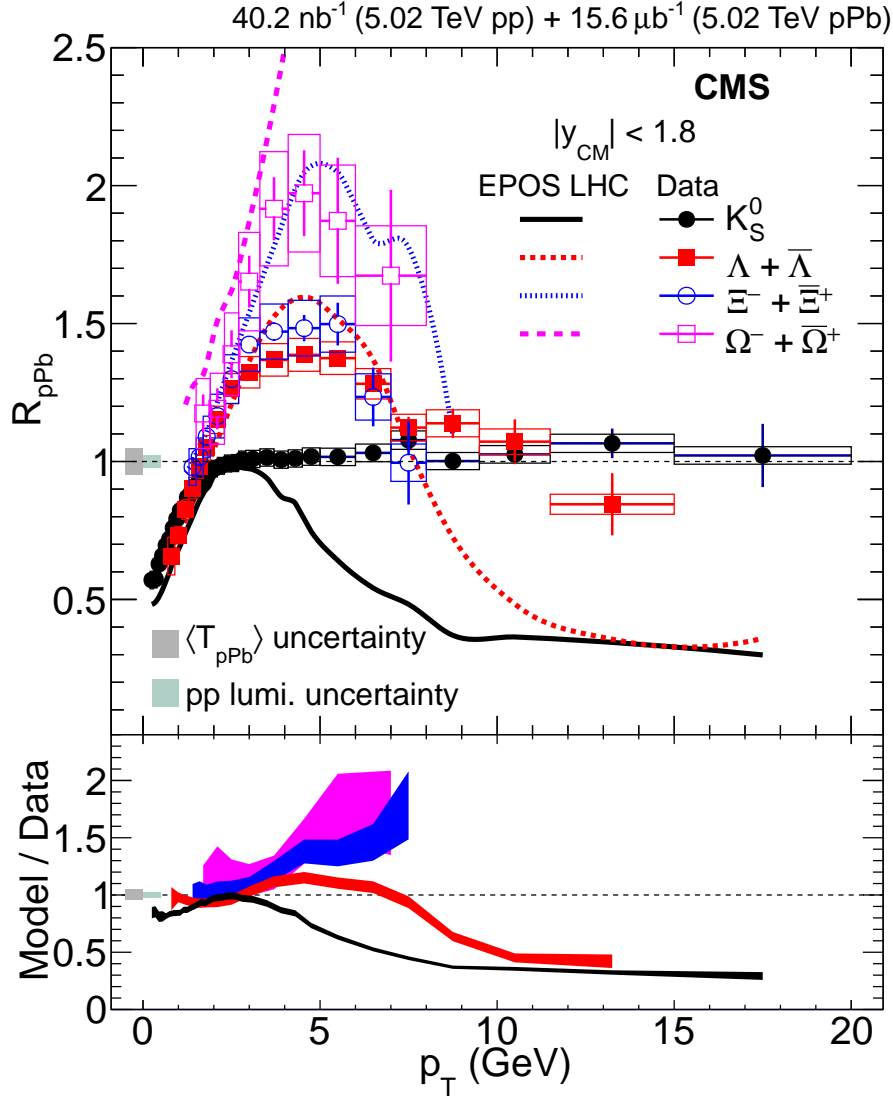 40.2 nb⁻¹ (5.02 TeV pp) + 15.6 μb⁻¹ (5.02 TeV pPb)
CMS
|y_CM| < 1.8
EPOS LHC Data
K⁰_S
Λ + Λ̅
Ξ⁻ + Ξ̅⁺
Ω⁻ + Ω̅⁺
R_pPb
2.5
2
1.5
1
0.5
⟨T_pPb⟩ uncertainty
pp lumi. uncertainty
Model / Data
2
1.5
1
0.5
0
0 5 10 15 20
p_T (GeV)